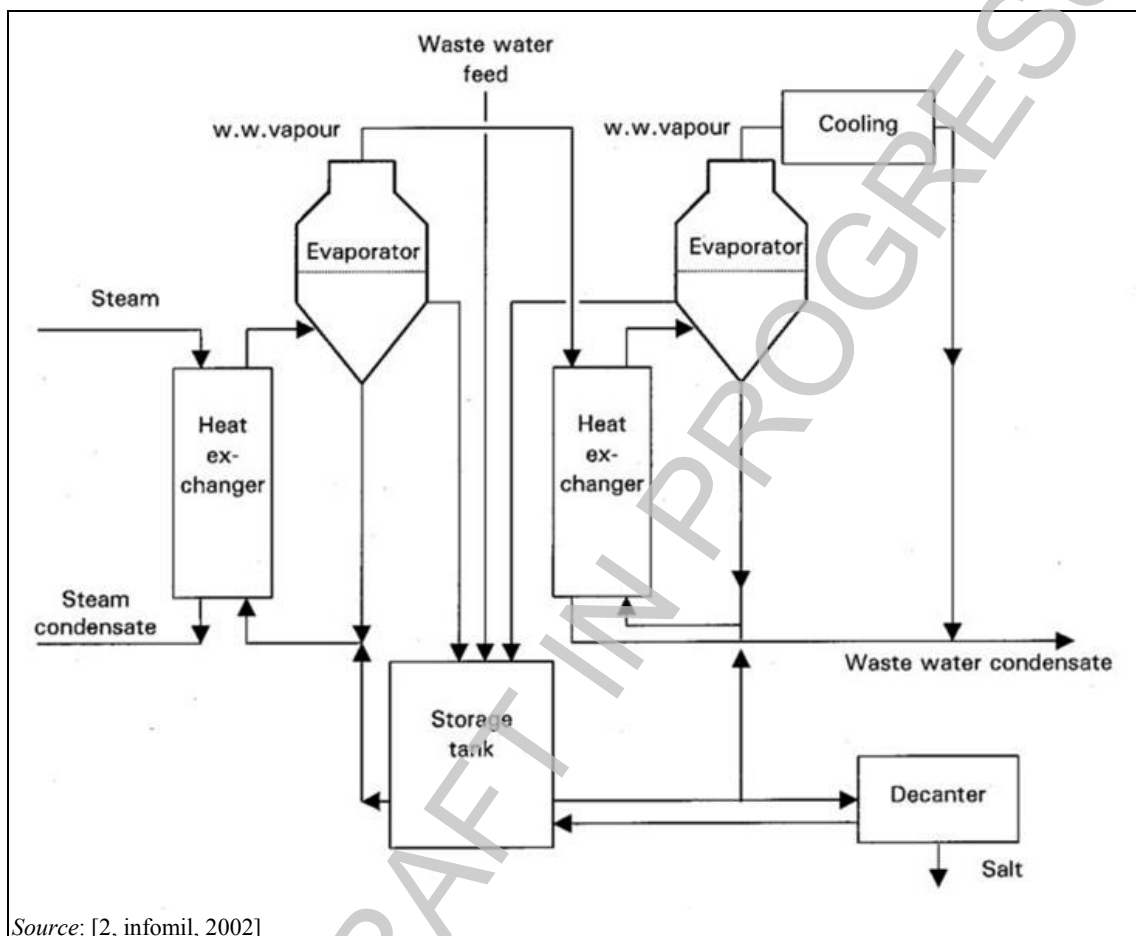 Waste water
feed
w.w.vapour
w.w.vapour
Cooling
Evaporator
Evaporator
Steam
Heat
ex-
changer
Heat
ex-
changer
Steam
condensate
Waste water condensate
Storage
tank
Decanter
Salt
Source: [2, infomil, 2002]
RAFT IN PROGRESS